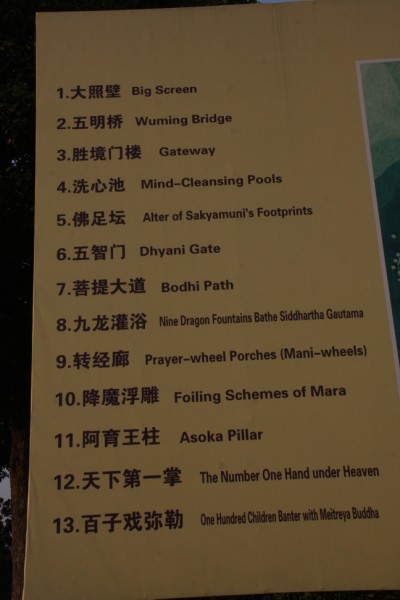 1.大照壁 Big Screen
2.五明桥 Wuming Bridge
3.胜境门楼 Gateway
4.洗心池 Mind-Cleansing Pools
5.佛足坛 Alter of Sakyamuni's Footprints
6.五智门 Dhyani Gate
7.菩提大道 Bodhi Path
8.九龙灌浴 Nine Dragon Fountains Bathe Siddhartha Gautama
9.转经廊 Prayer-wheel Porches (Mani-wheels)
10.降魔浮雕 Foiling Schemes of Mara
11.阿育王柱 Asoka Pillar
12.天下第一掌 The Number One Hand under Heaven
13.百子戏弥勒 One Hundred Children Banter with Meitreya Buddha